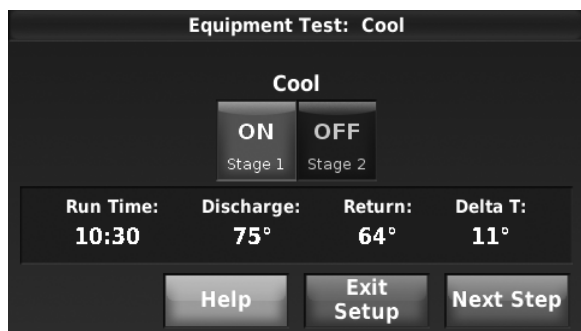 Equipment Test: Cool
Cool
ON OFF
Stage 1 Stage 2
Run Time: Discharge: Return: Delta T:
10:30 75° 64° 11°
Help Exit Setup Next Step